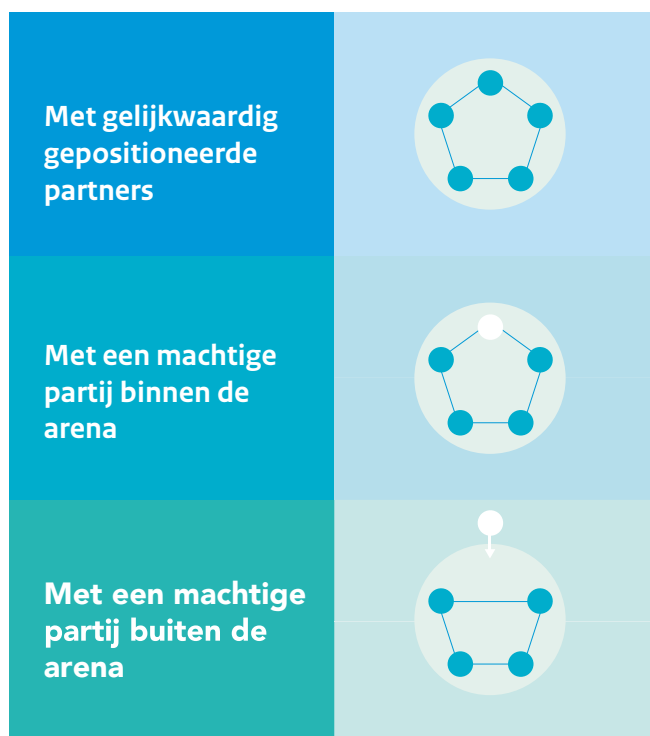 Met gelijkwaardig
gepositioneerde
partners
Met een machtige
partij binnen de
arena
Met een machtige
partij buiten de
arena